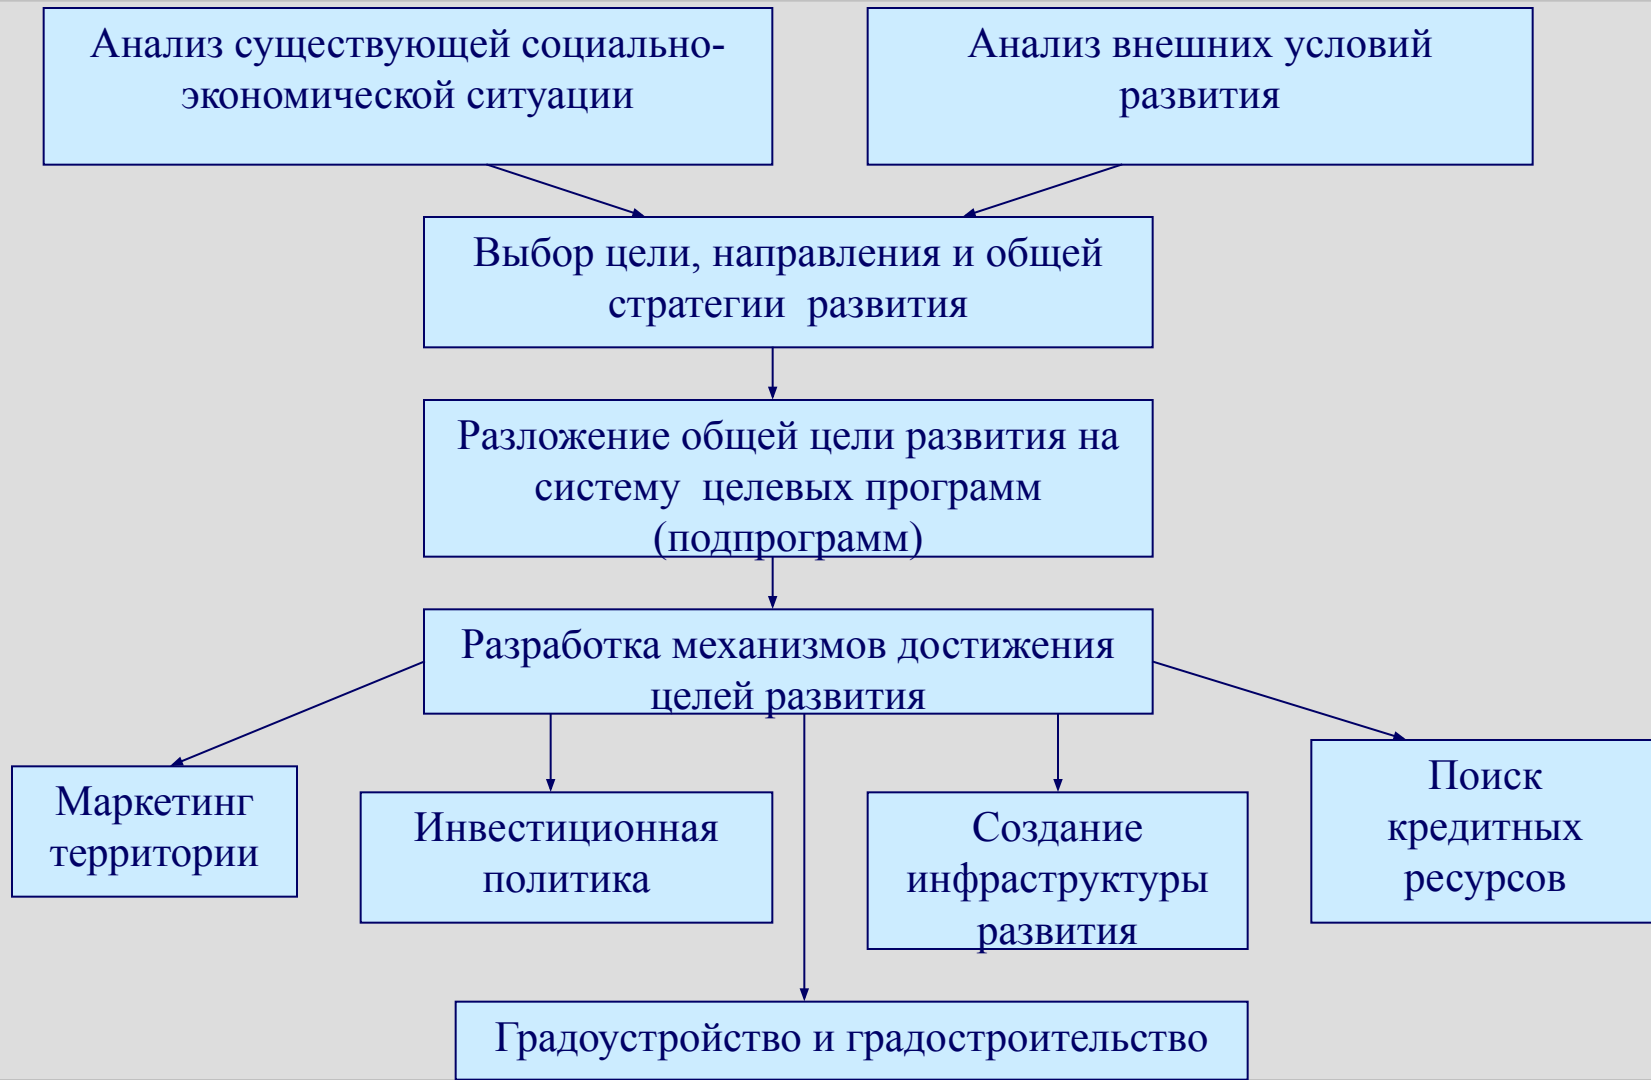 Анализ существующей социально-
экономической ситуации
Анализ внешних условий
развития
Выбор цели, направления и общей
стратегии  развития
Разложение общей цели развития на
систему  целевых программ
(подпрограмм)
Разработка механизмов достижения
целей развития
Маркетинг
территории
Инвестиционная
политика
Создание
инфраструктуры
развития
Поиск
кредитных
ресурсов
Градоустройство и градостроительство